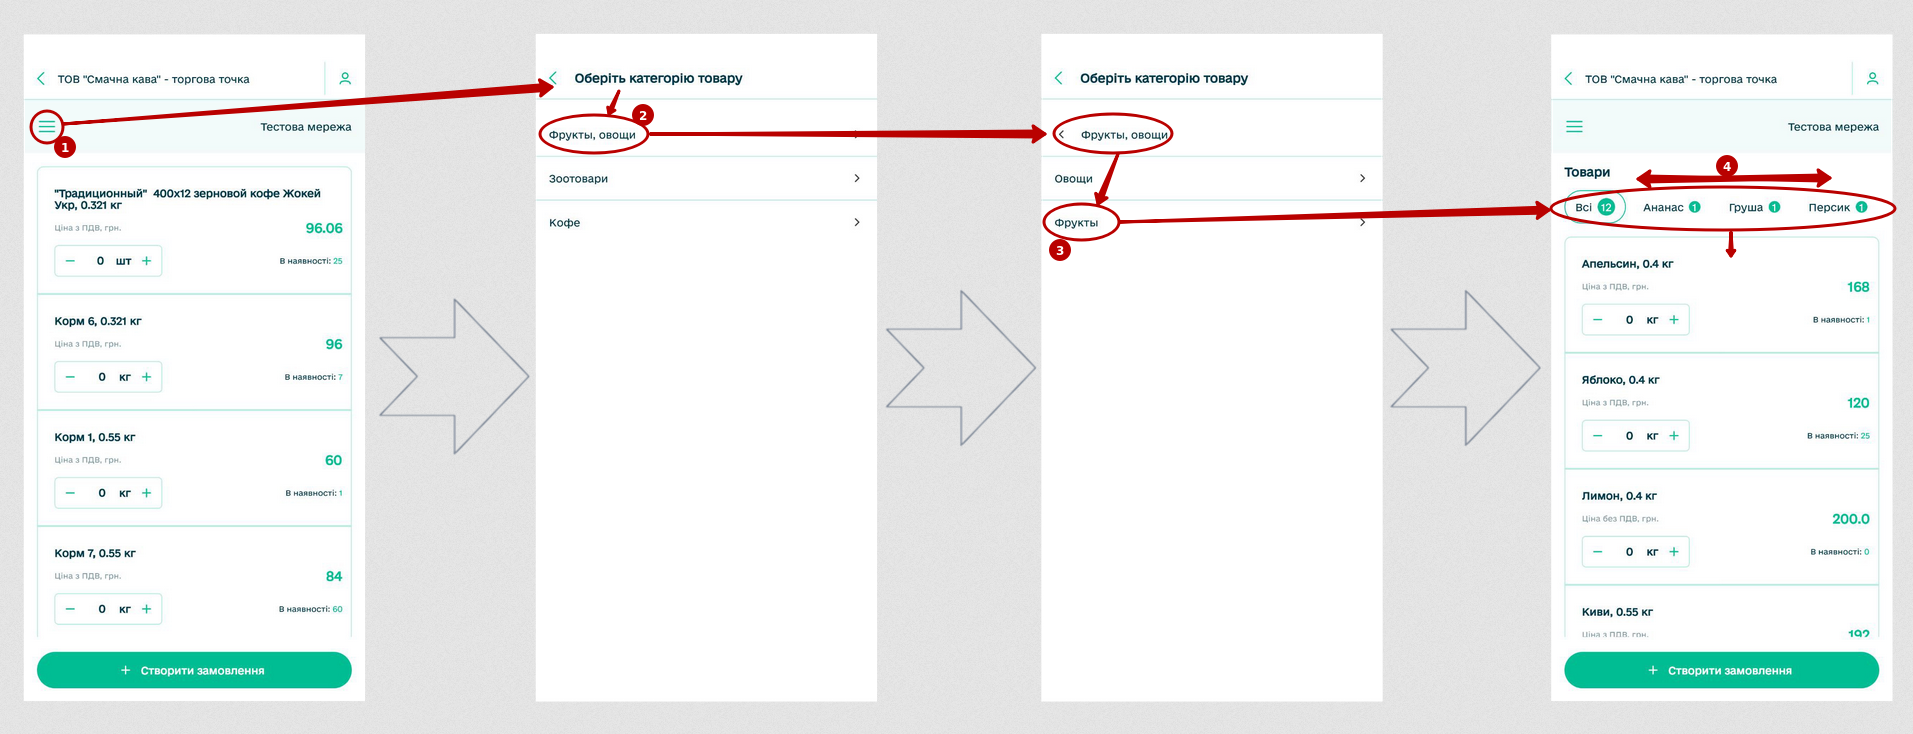 ТОВ "Смачна кава" - торгова точка
1
Тестова мережа
"Традиционный" 400х12 зерновой кофе Жокей
Укр, 0.321 кг
Ціна з ПДВ, грн.
96.06
0 шт
В наявності: 25
Корм 6, 0.321 кг
Ціна з ПДВ, грн.
96
0 кг
В наявності: 7
Корм 1, 0.55 кг
Ціна з ПДВ, грн.
60
0 кг
В наявності: 1
Корм 7, 0.55 кг
Ціна з ПДВ, грн.
84
0 кг
В наявності: 60
+ Створити замовлення
Оберіть категорію товару
2
Фрукты, овощи
Зоотовари
Кофе
Оберіть категорію товару
Фрукты, овощи
Овощи
Фрукты
3
ТОВ "Смачна кава" - торгова точка
Тестова мережа
Товари
4
Всі 12 Ананас 1 Груша 1 Персик 1
Апельсин, 0.4 кг
Ціна з ПДВ, грн.
168
0 кг
В наявності: 1
Яблоко, 0.4 кг
Ціна з ПДВ, грн.
120
0 кг
В наявності: 25
Лимон, 0.4 кг
Ціна без ПДВ, грн.
200.0
0 кг
В наявності: 0
Киви, 0.55 кг
Ціна з ПДВ, грн.
192
+ Створити замовлення